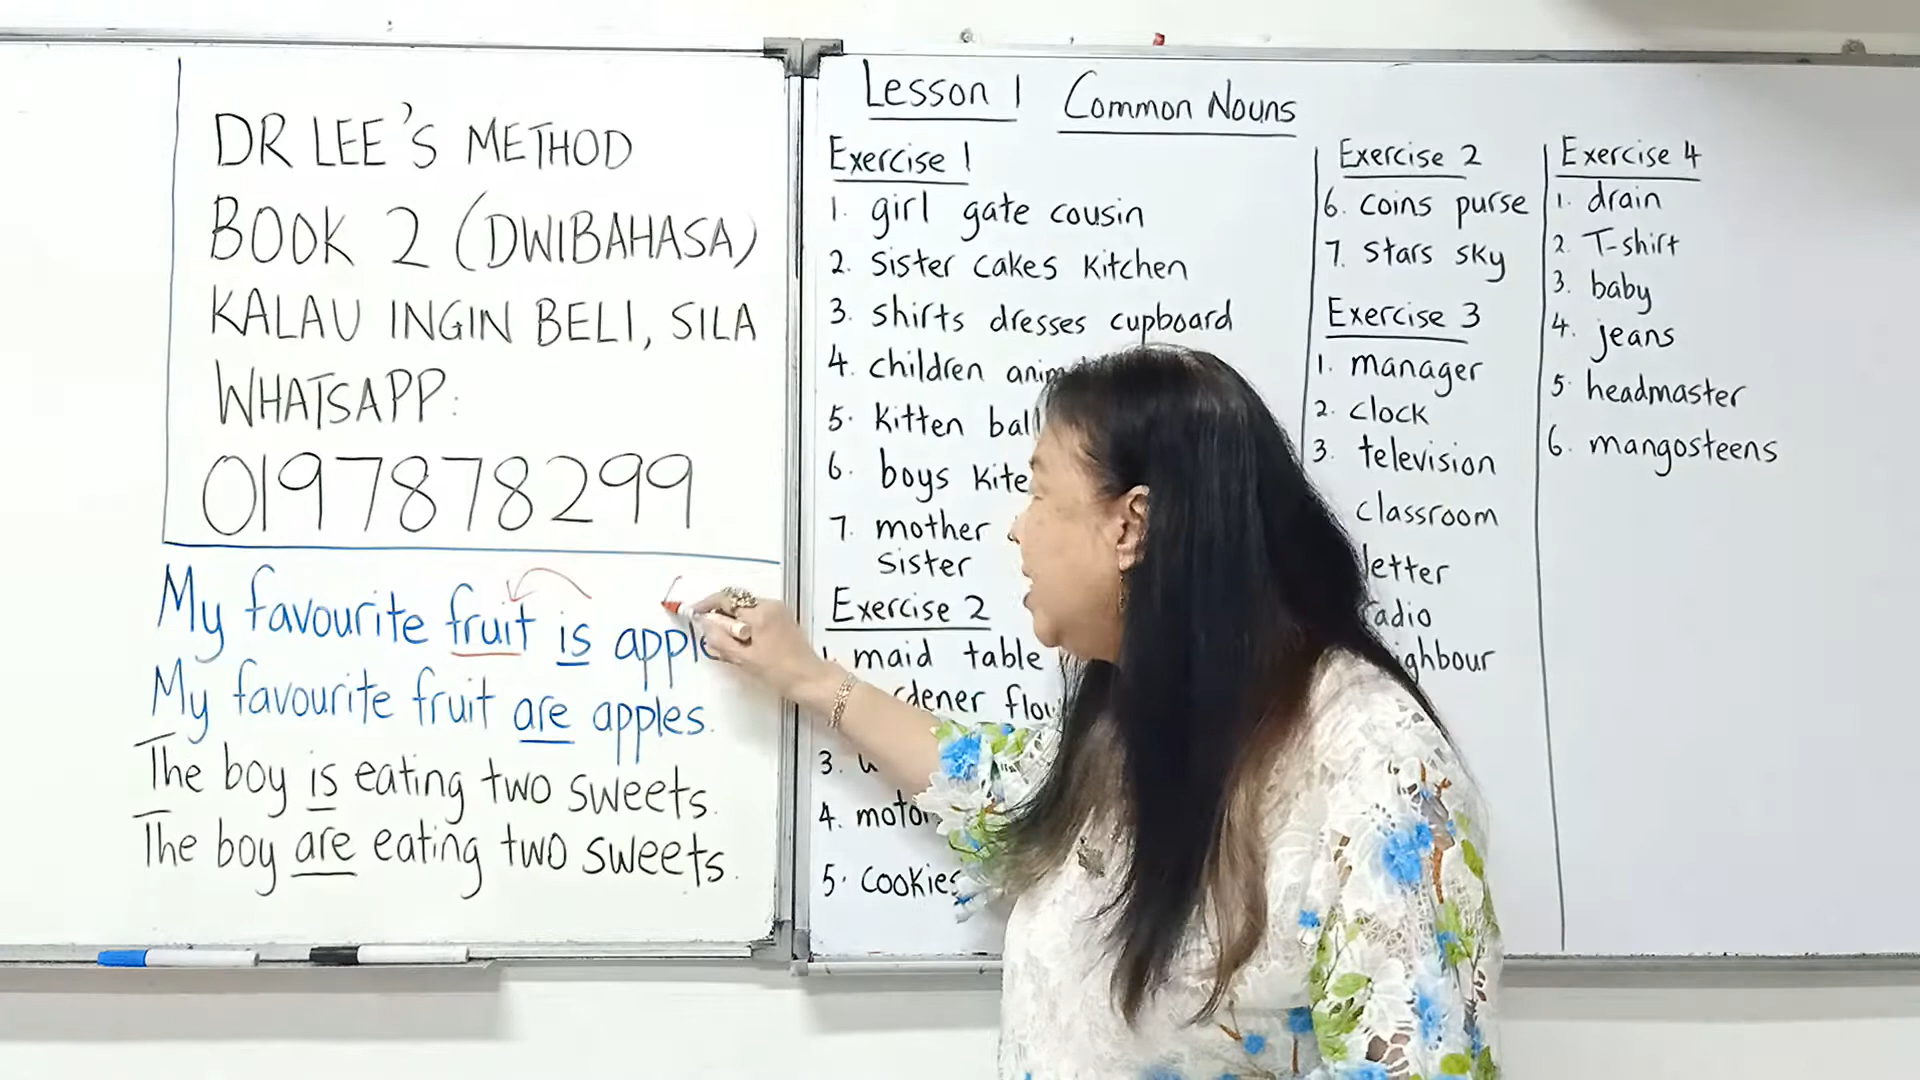 DR LEE'S METHOD
BOOK 2 (DWIBAHASA)
KALAU INGIN BELI, SILA
WHATSAPP:
0197878299
My favourite fruit is
My favourite fruit are apples.
The boy is eating two sweets.
The boy are eating two sweets.
Lesson 1 Common Nouns
Exercise 1
1. girl gate cousin
2. sister cakes kitchen
3. shirts dresses cupboard
4. children
5. kitten
6. boys
7. mother
sister
Exercise 2
1. maid table
3.
4.
5. cookies
Exercise 2
6. coins purse
7. stars sky
Exercise 3
1. manager
2. clock
3. television
classroom
letter
radio
Exercise 4
1. drain
2. T-shirt
3. baby
4. jeans
5. headmaster
6. mangosteens